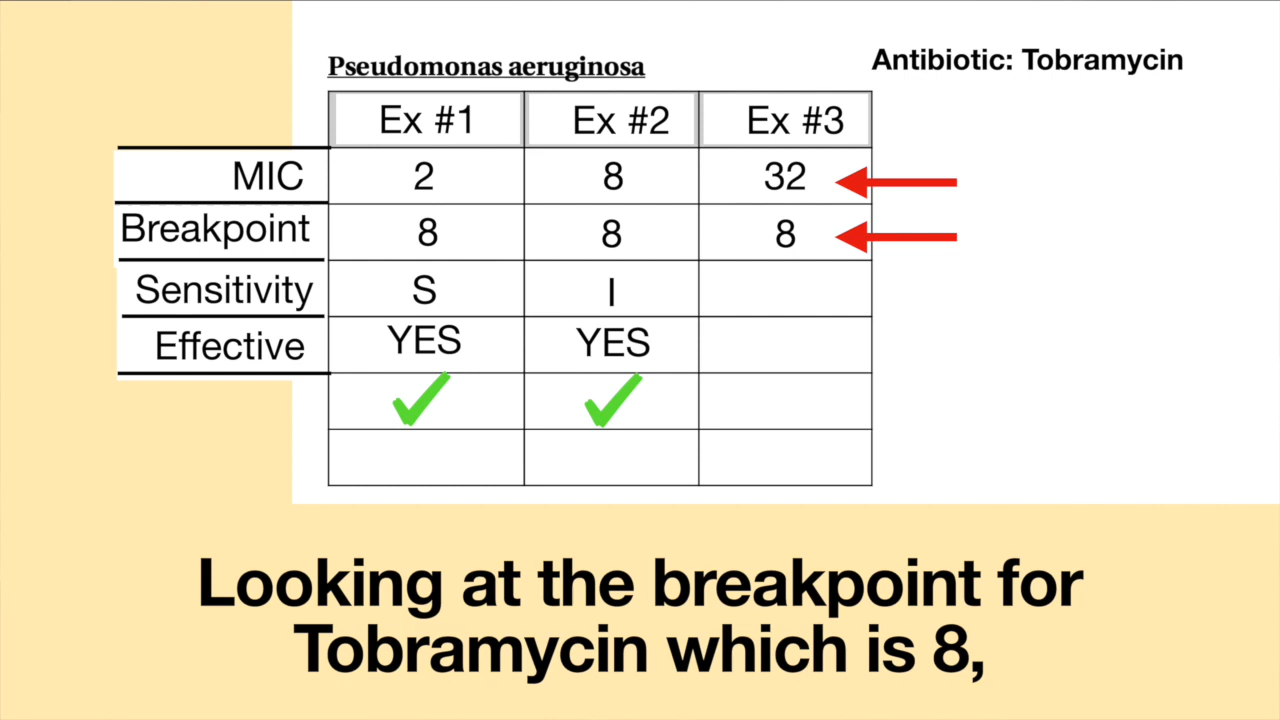 Pseudomonas aeruginosa
Antibiotic: Tobramycin
Ex #1 Ex #2 Ex #3
MIC 2 8 32
Breakpoint 8 8 8
Sensitivity S I
Effective YES YES
Looking at the breakpoint for
Tobramycin which is 8,